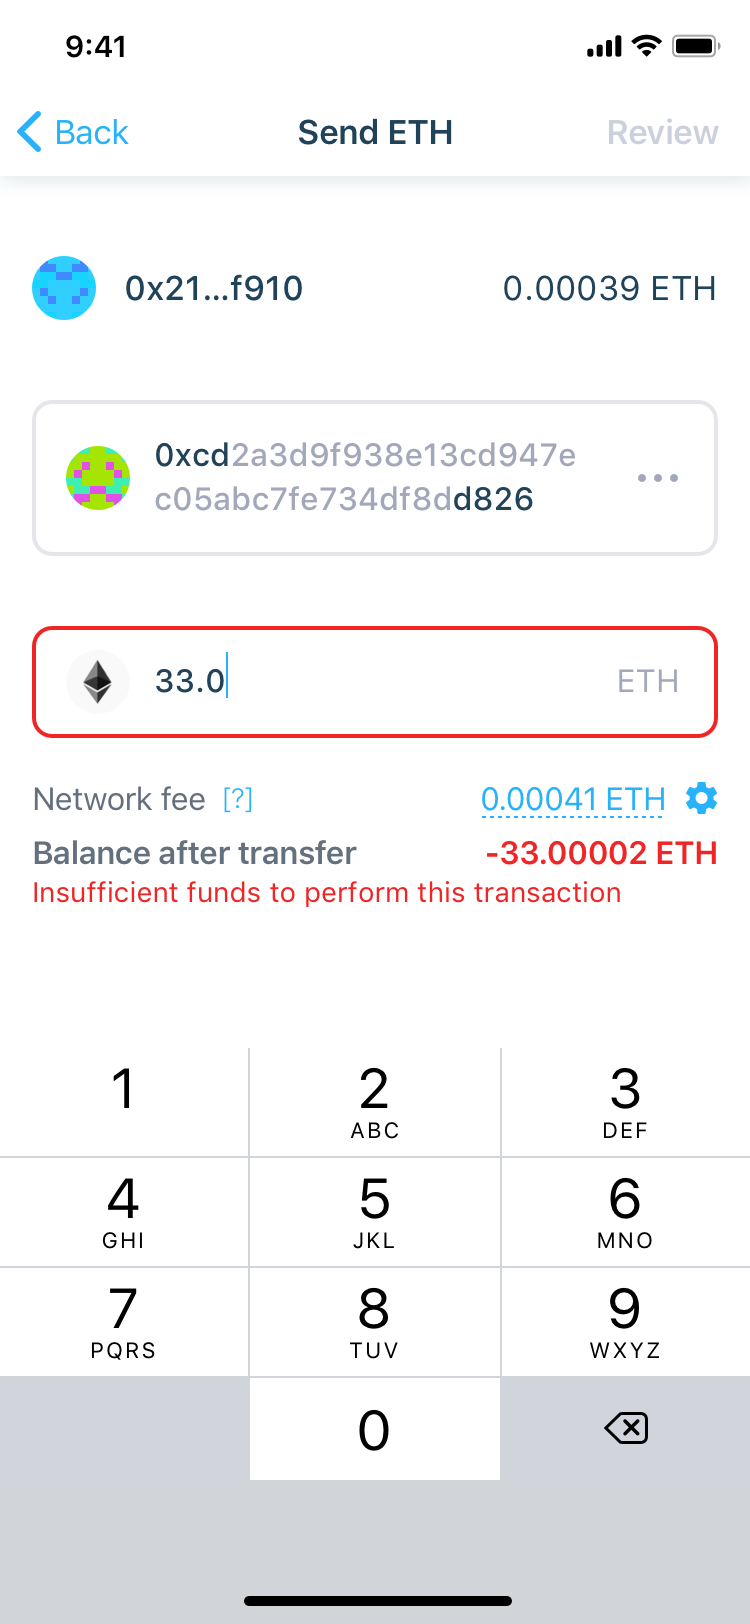 9:41
Back Send ETH Review
0x21...f910 0.00039 ETH
0xcd2a3d9f938e13cd947e
c05abc7fe734df8dd826
33.0 ETH
Network fee [?] 0.00041 ETH
Balance after transfer -33.00002 ETH
Insufficient funds to perform this transaction
1 2 3
ABC DEF
4 5 6
GHI JKL MNO
7 8 9
PQRS TUV WXYZ
0